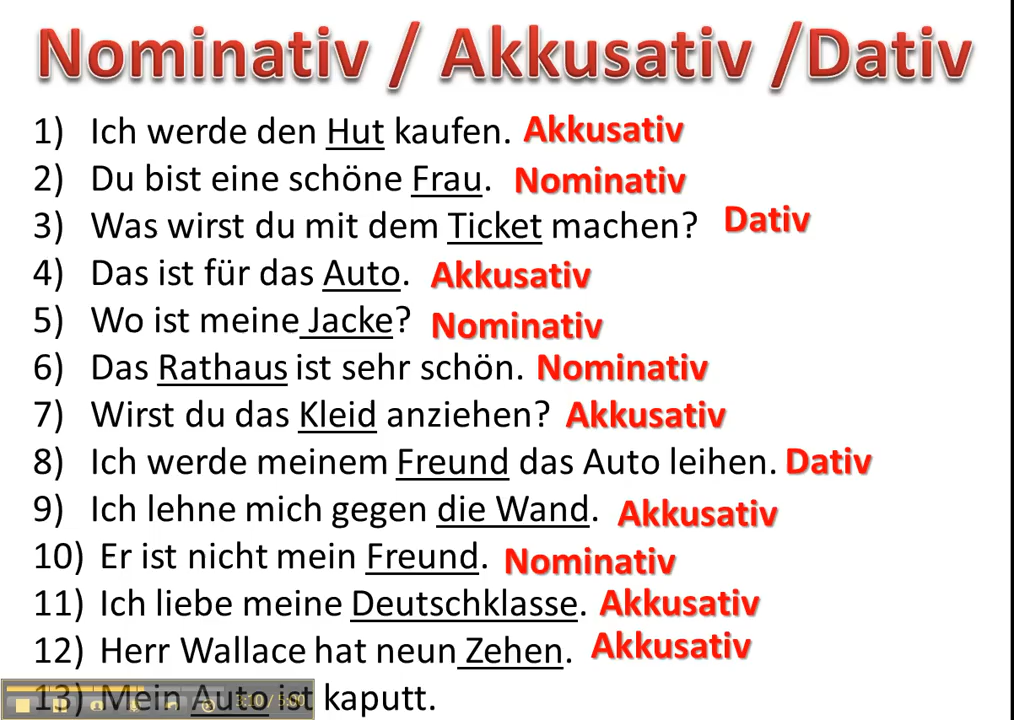 Nominativ / Akkusativ /Dativ
1) Ich werde den Hut kaufen. Akkusativ
2) Du bist eine schöne Frau. Nominativ
3) Was wirst du mit dem Ticket machen? Dativ
4) Das ist für das Auto. Akkusativ
5) Wo ist meine Jacke? Nominativ
6) Das Rathaus ist sehr schön. Nominativ
7) Wirst du das Kleid anziehen? Akkusativ
8) Ich werde meinem Freund das Auto leihen. Dativ
9) Ich lehne mich gegen die Wand. Akkusativ
10) Er ist nicht mein Freund. Nominativ
11) Ich liebe meine Deutschklasse. Akkusativ
12) Herr Wallace hat neun Zehen. Akkusativ
13) Mein Auto ist kaputt.
3:10 / 5:00